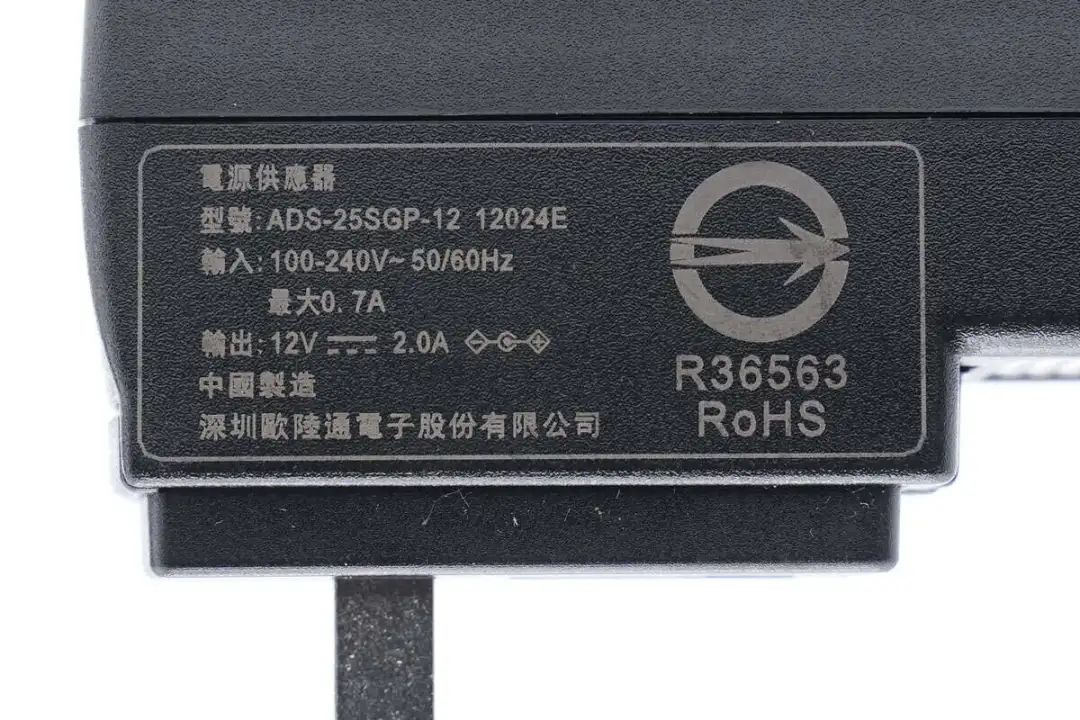 電源供應器
型號:ADS-25SGP-12 12024E
輸入:100-240V~50/60Hz
最大0.7A
輸出:12V⎓2.0A
中國製造
深圳歐陸通電子股份有限公司
R36563
RoHS